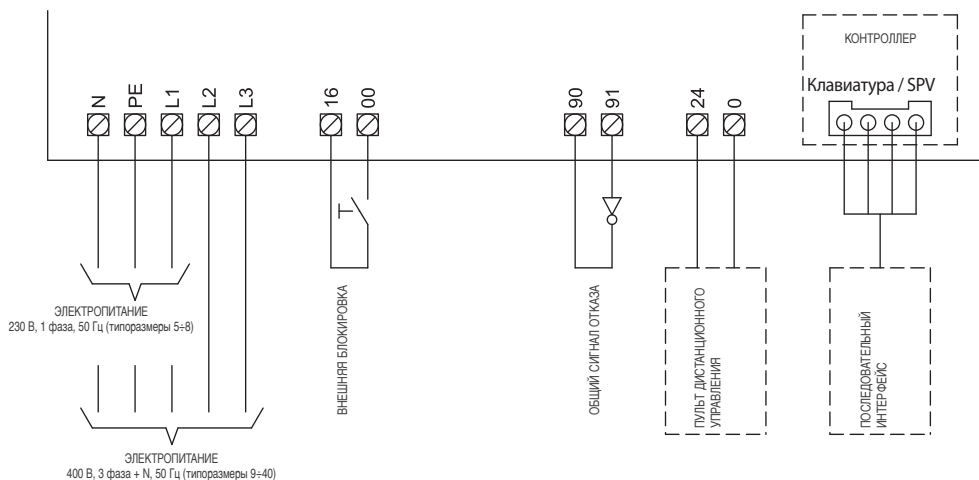 КОНТРОЛЛЕР
Клавиатура / SPV
N
PE
L1
L2
L3
16
00
90
91
24
0
ЭЛЕКТРОПИТАНИЕ
230 В, 1 фаза, 50 Гц (типоразмеры 5÷8)
ВНЕШНЯЯ БЛОКИРОВКА
ОБЩИЙ СИГНАЛ ОТКАЗА
ПУЛЬТ ДИСТАНЦИОННОГО
УПРАВЛЕНИЯ
ПОСЛЕДОВАТЕЛЬНЫЙ
ИНТЕРФЕЙС
ЭЛЕКТРОПИТАНИЕ
400 В, 3 фаза + N, 50 Гц (типоразмеры 9÷40)